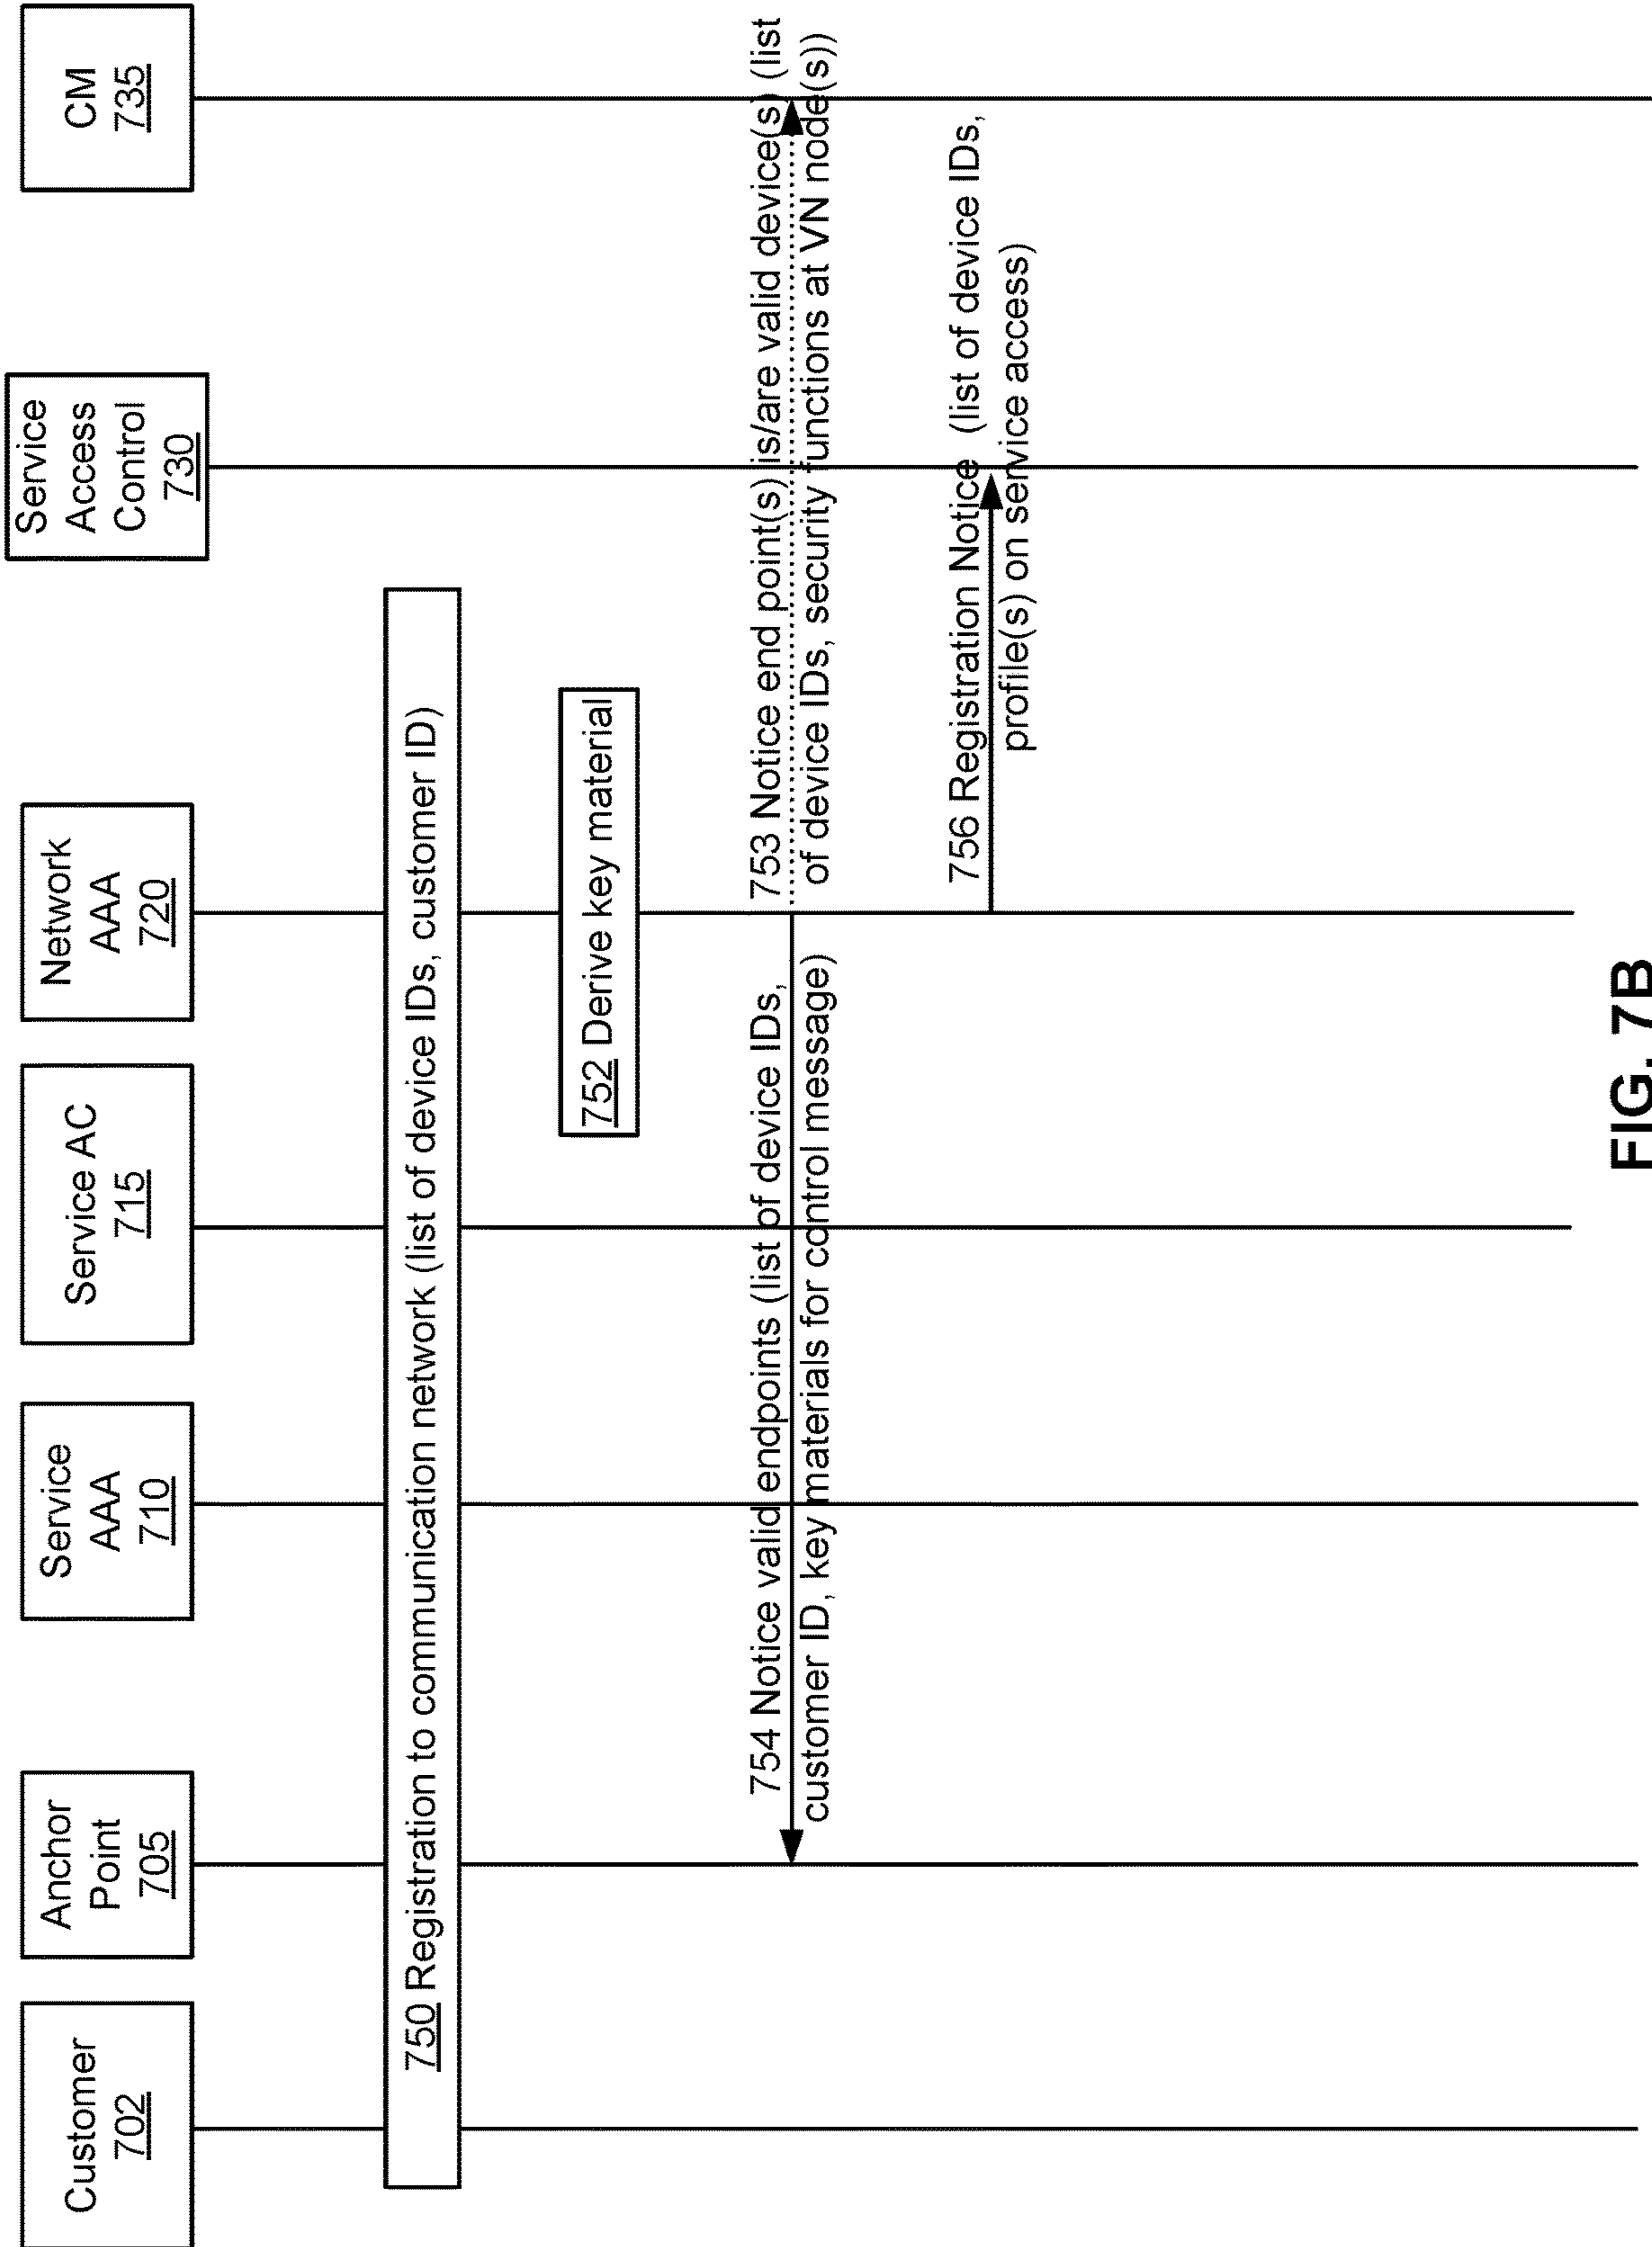 Customer
702
Anchor
Point
705
Service
AAA
710
Service AC
715
Network
AAA
720
Service
Access
Control
730
CM
735
750 Registration to communication network (list of device IDs, customer ID)
752 Derive key material
754 Notice valid endpoints (list of device IDs,
customer ID, key materials for control message)
753 Notice end point(s) is/are valid device(s) (list
of device IDs, security functions at VN node(s))
756 Registration Notice (list of device IDs,
profile(s) on service access)
FIG. 7B